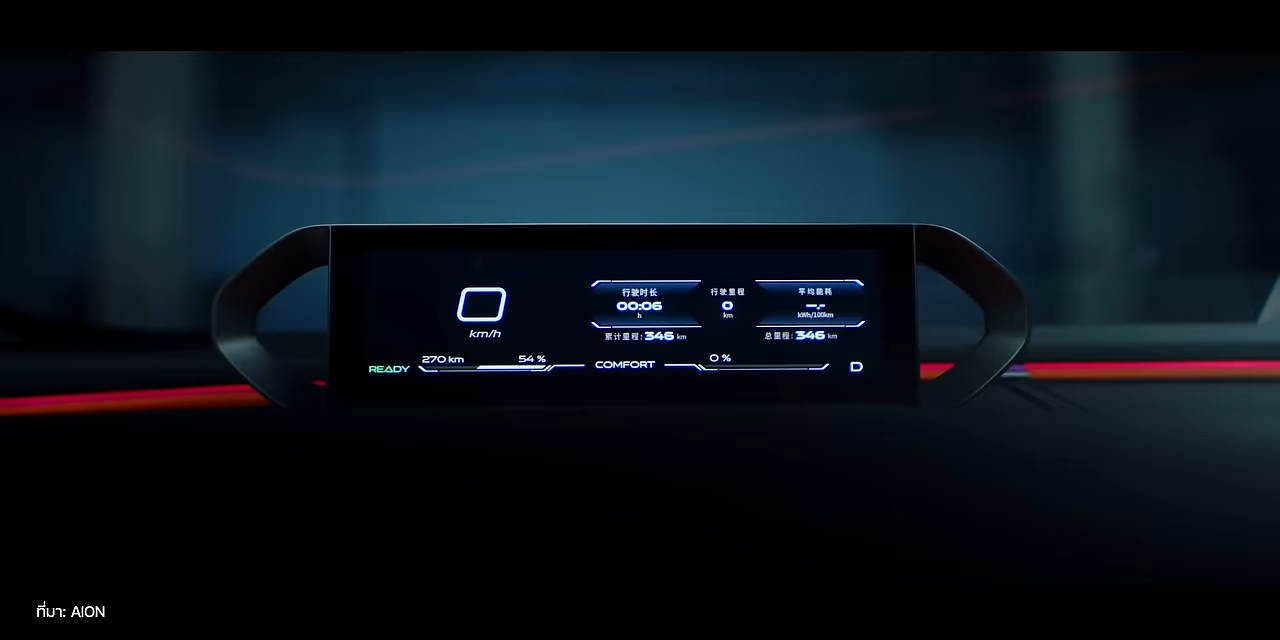 0
km/h
行驶时长
00:06
h
累计里程: 346 km
行驶里程
0
km
平均能耗
--.-
kWh/100km
总里程: 346 km
READY
270 km 54 %
COMFORT
0 %
D
ที่มา: AION